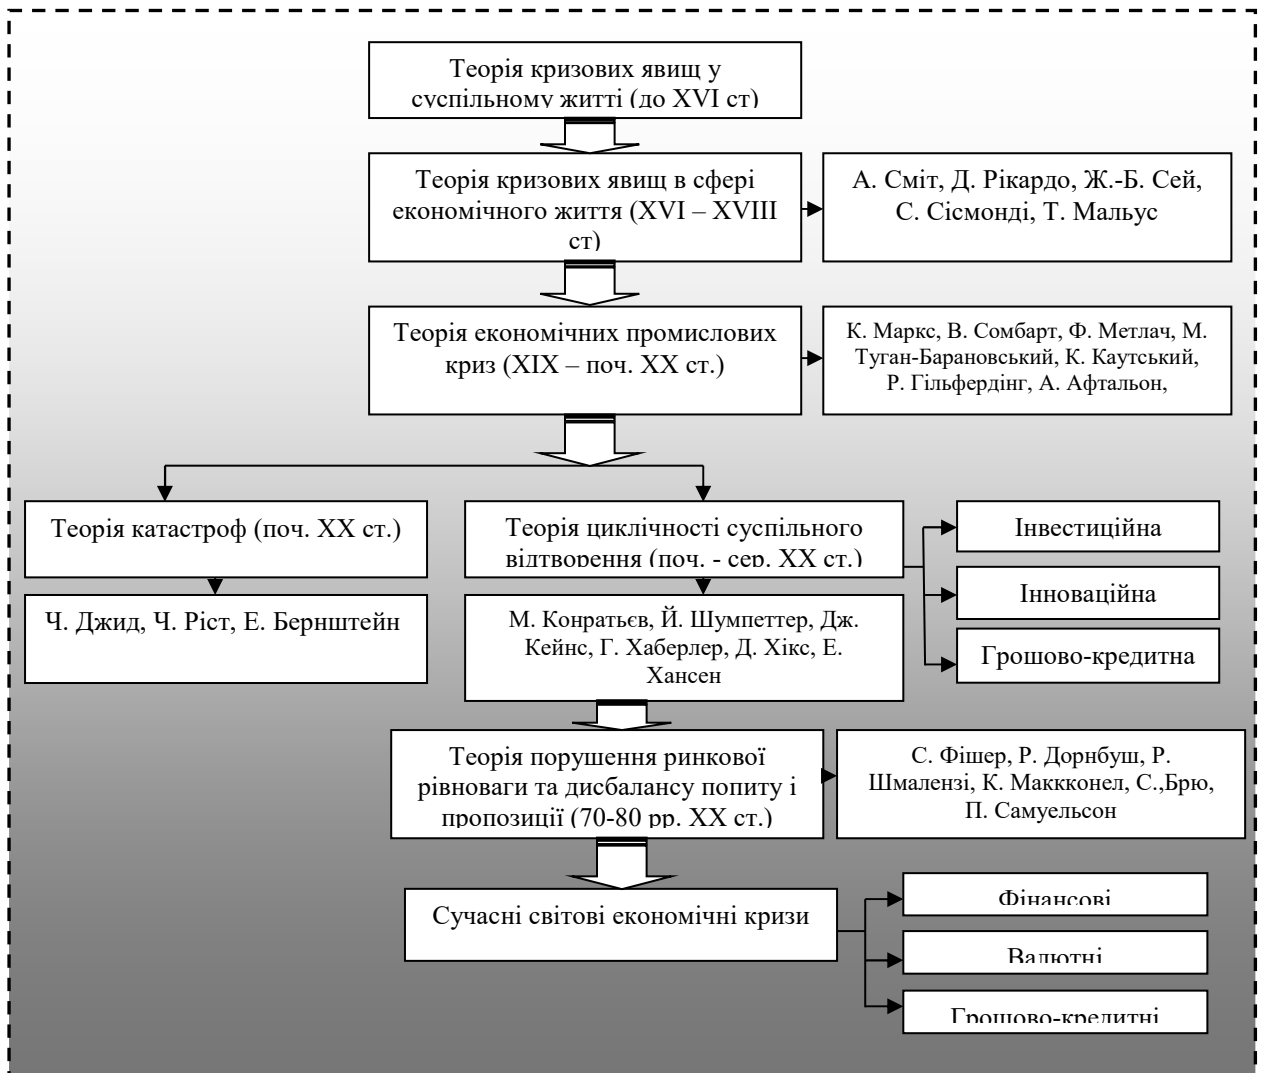 Теорія кризових явищ у
суспільному житті (до XVI ст)
Теорія кризових явищ в сфері
економічного життя (XVI – XVIII
ст)
А. Сміт, Д. Рікардо, Ж.-Б. Сей,
С. Сісмонді, Т. Мальус
Теорія економічних промислових
криз (XIX – поч. XX ст.)
К. Маркс, В. Сомбарт, Ф. Метлач, М.
Туган-Барановський, К. Каутський,
Р. Гільфердінг, А. Афтальон,
Теорія катастроф (поч. XX ст.)
Ч. Джид, Ч. Ріст, Е. Бернштейн
Теорія циклічності суспільного
відтворення (поч. - сер. XX ст.)
Інвестиційна
Інноваційна
Грошово-кредитна
М. Конратьєв, Й. Шумпеттер, Дж.
Кейнс, Г. Хаберлер, Д. Хікс, Е.
Хансен
Теорія порушення ринкової
рівноваги та дисбалансу попиту і
пропозиції (70-80 рр. XX ст.)
С. Фішер, Р. Дорнбуш, Р.
Шмалензі, К. Маккконел, С.,Брю,
П. Самуельсон
Сучасні світові економічні кризи
Фінансові
Валютні
Грошово-кредитні